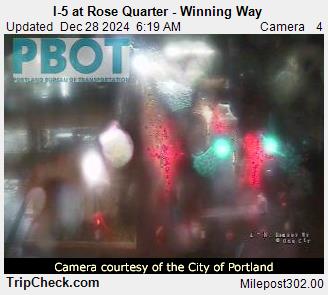 I-5 at Rose Quarter - Winning Way
Updated Dec 28 2024 6:19 AM Camera 4
PBOT
PORTLAND BUREAU OF TRANSPORTATION
Camera courtesy of the City of Portland
TripCheck.com Milepost302.00